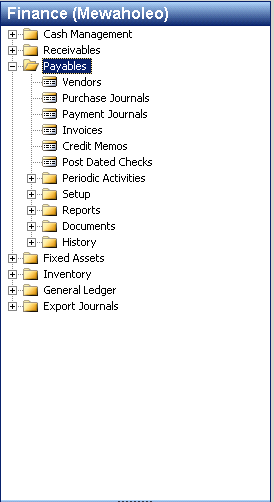 Finance (Mewaholeo)
Cash Management
Receivables
Payables
Vendors
Purchase Journals
Payment Journals
Invoices
Credit Memos
Post Dated Checks
Periodic Activities
Setup
Reports
Documents
History
Fixed Assets
Inventory
General Ledger
Export Journals